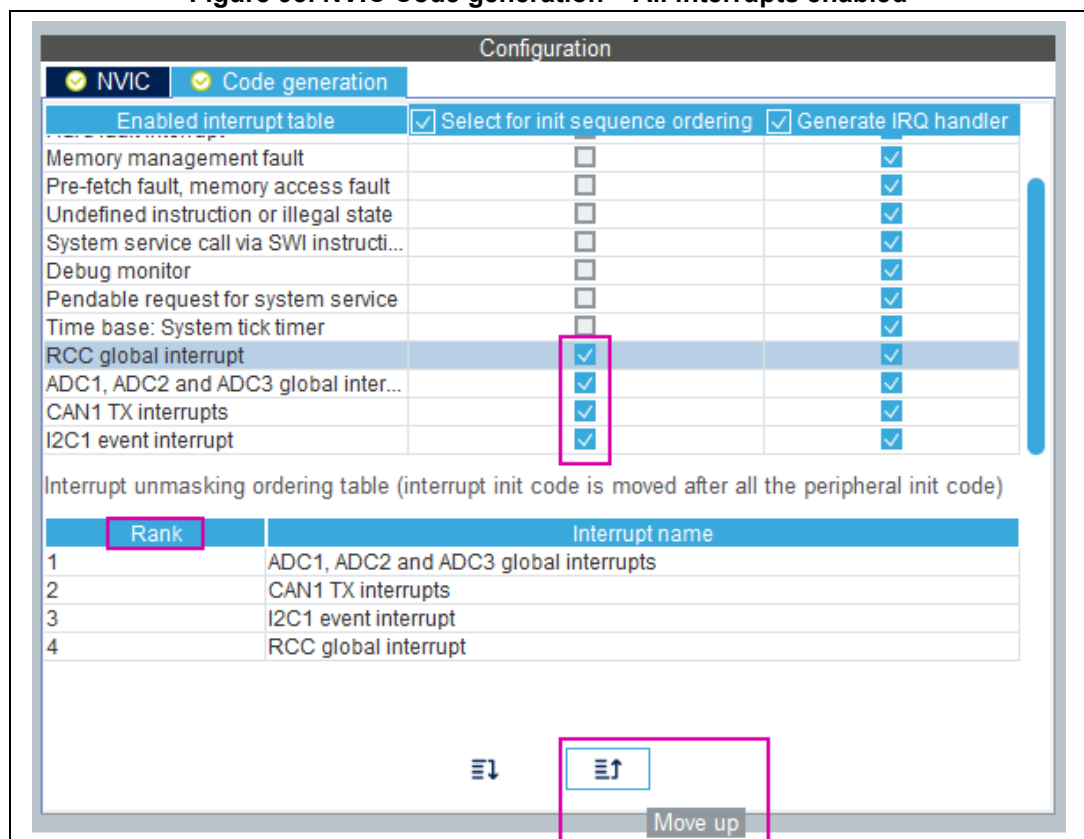 Configuration
NVIC Code generation
Enabled interrupt table Select for init sequence ordering Generate IRQ handler
Memory management fault
Pre-fetch fault, memory access fault
Undefined instruction or illegal state
System service call via SWI instructi...
Debug monitor
Pendable request for system service
Time base: System tick timer
RCC global interrupt
ADC1, ADC2 and ADC3 global inter...
CAN1 TX interrupts
I2C1 event interrupt
Interrupt unmasking ordering table (interrupt init code is moved after all the peripheral init code)
Rank Interrupt name
1 ADC1, ADC2 and ADC3 global interrupts
2 CAN1 TX interrupts
3 I2C1 event interrupt
4 RCC global interrupt
Move up